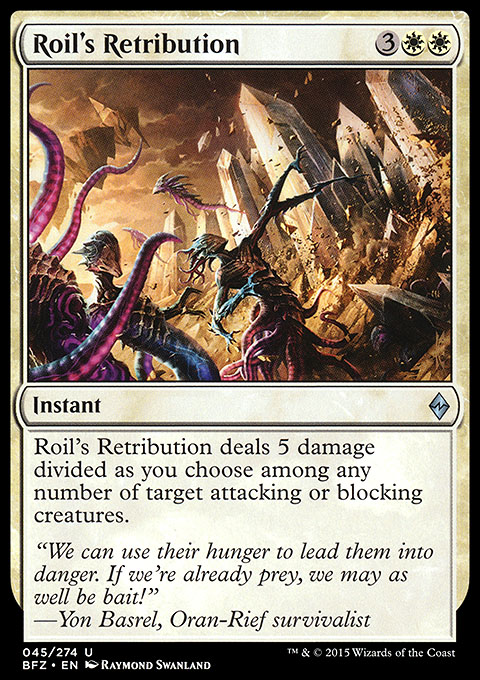 Roil's Retribution 3
Instant
Roil's Retribution deals 5 damage
divided as you choose among any
number of target attacking or blocking
creatures.
“We can use their hunger to lead them into
danger. If we're already prey, we may as
well be bait!”
—Yon Basrel, Oran-Rief survivalist
045/274 U
BFZ • EN Raymond Swanland
™ & © 2015 Wizards of the Coast